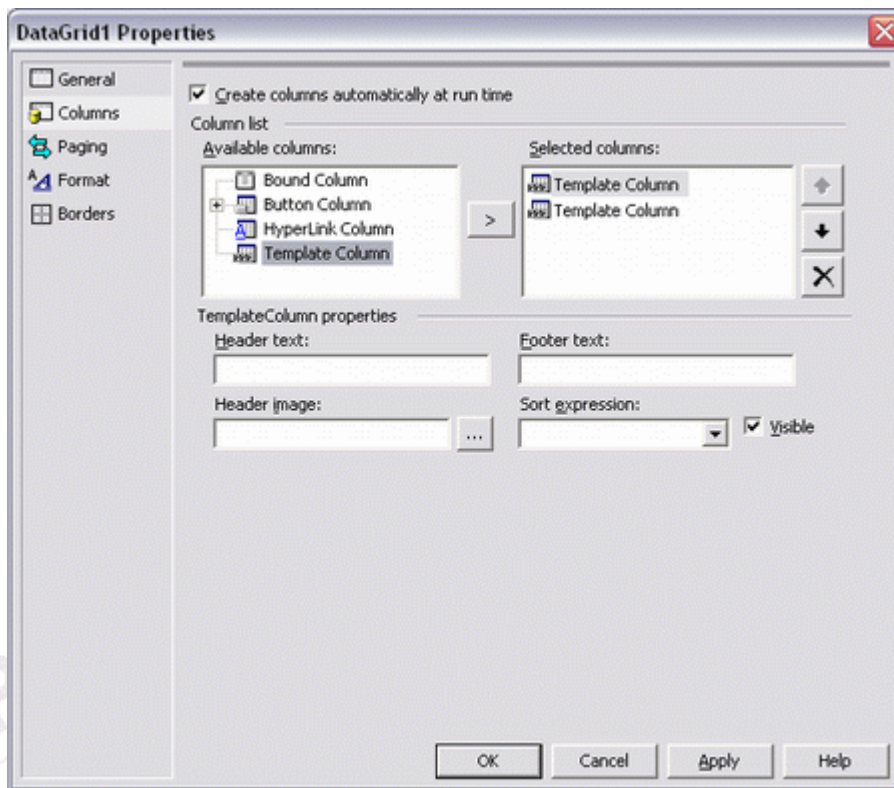 DataGrid1 Properties
General
Columns
Paging
Format
Borders
Create columns automatically at run time
Column list
Available columns:
Bound Column
Button Column
HyperLink Column
Template Column
>
Selected columns:
Template Column
Template Column
TemplateColumn properties
Header text:
Footer text:
Header image:
...
Sort expression:
Visible
OK
Cancel
Apply
Help